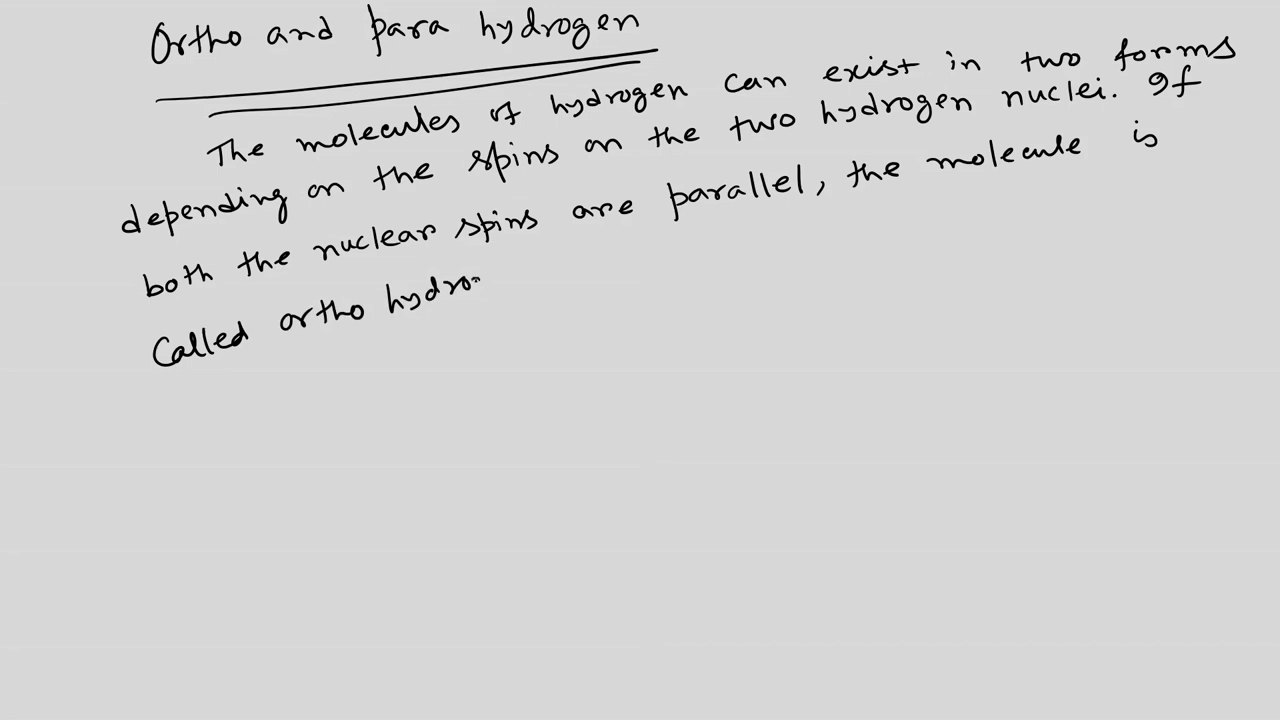 Ortho and para hydrogen
The molecules of hydrogen can exist in two forms
depending on the spins on the two hydrogen nuclei. If
both the nuclear spins are parallel, the molecule is
Called ortho hydro